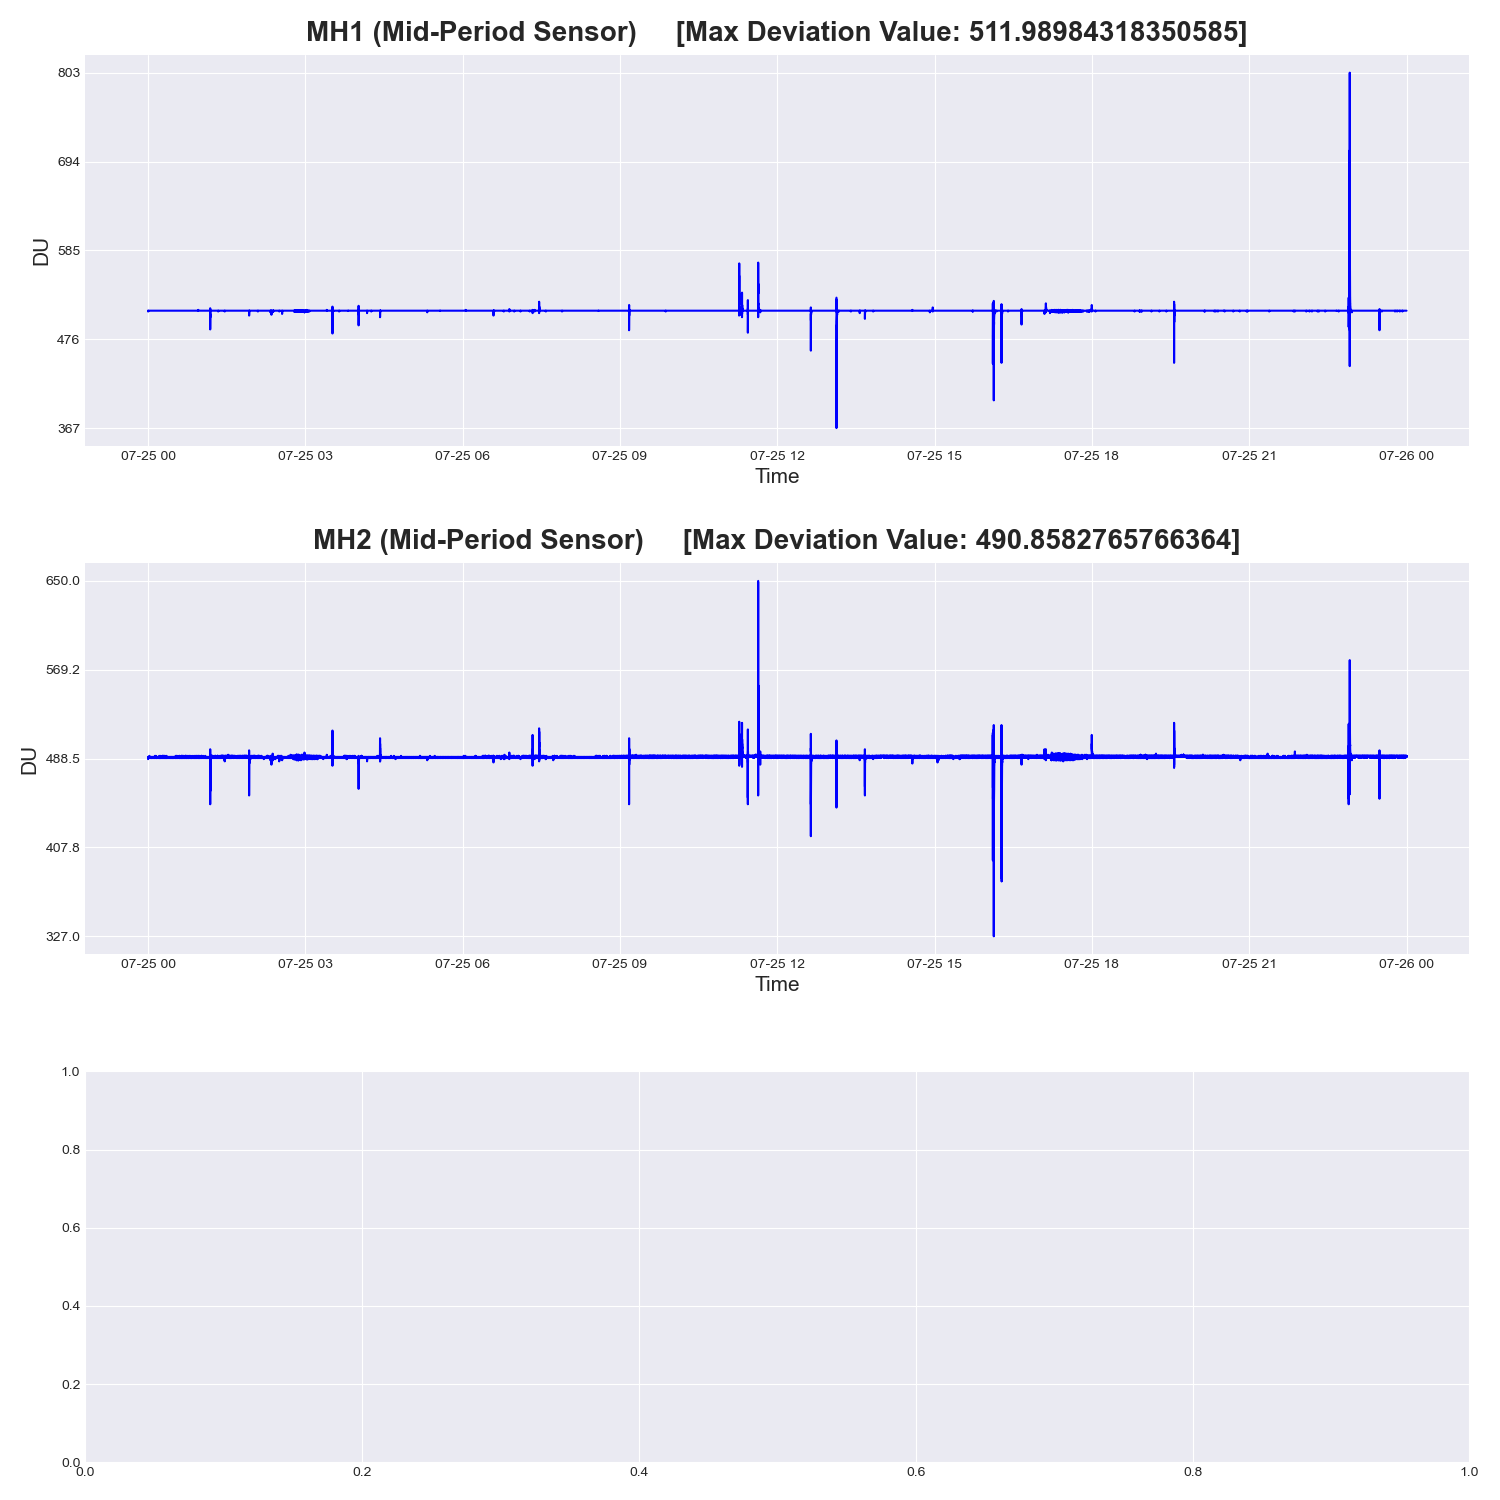 MH1 (Mid-Period Sensor) [Max Deviation Value: 511.98984318350585]
803
694
585
476
367
DU
07-25 00 07-25 03 07-25 06 07-25 09 07-25 12 07-25 15 07-25 18 07-25 21 07-26 00
Time
MH2 (Mid-Period Sensor) [Max Deviation Value: 490.8582765766364]
650.0
569.2
488.5
407.8
327.0
DU
07-25 00 07-25 03 07-25 06 07-25 09 07-25 12 07-25 15 07-25 18 07-25 21 07-26 00
Time
1.0
0.8
0.6
0.4
0.2
0.0
0.0 0.2 0.4 0.6 0.8 1.0